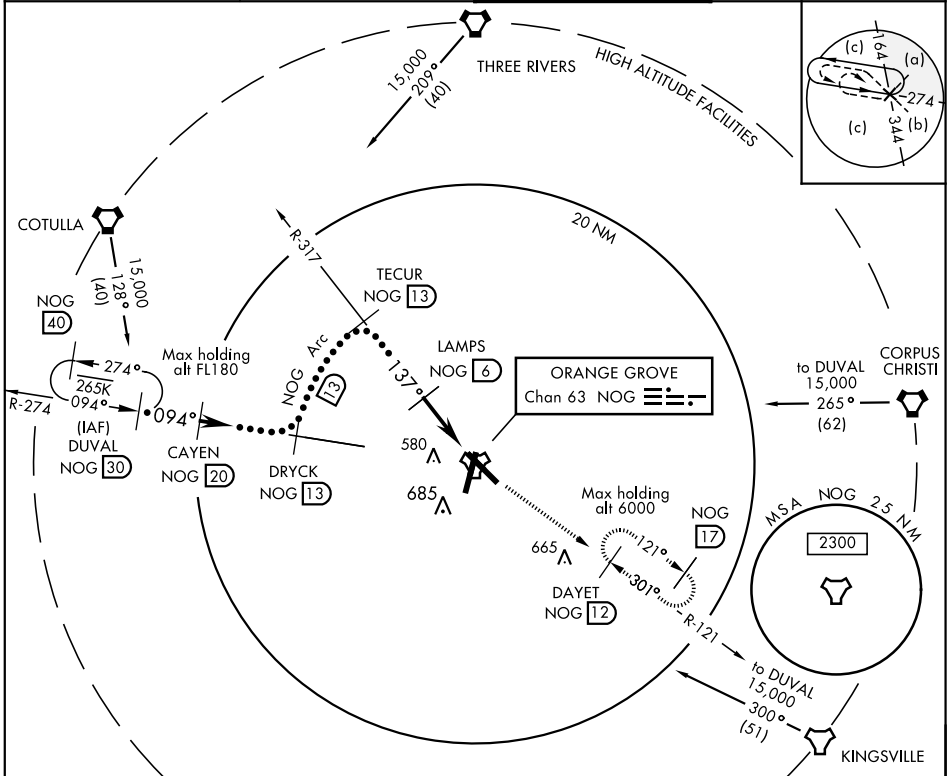 THREE RIVERS
15,000
209°
(40)
HIGH ALTITUDE FACILITIES
(c)
164
(a)
274
(c)
344
(b)
COTULLA
15,000
128°
(40)
20 NM
R-317
TECUR
NOG 13
NOG
40
Max holding
alt FL180
274°
265K
094°
R-274
(IAF)
DUVAL
NOG 30
094°
CAYEN
NOG 20
NOG Arc
13
137°
LAMPS
NOG 6
ORANGE GROVE
Chan 63 NOG
to DUVAL
15,000
265°
(62)
CORPUS
CHRISTI
DRYCK
NOG 13
580
685
Max holding
alt 6000
NOG
17
665
121°
301°
DAYET
NOG 12
R-121
MSA NOG 25 NM
2300
to DUVAL
15,000
300°
(51)
KINGSVILLE